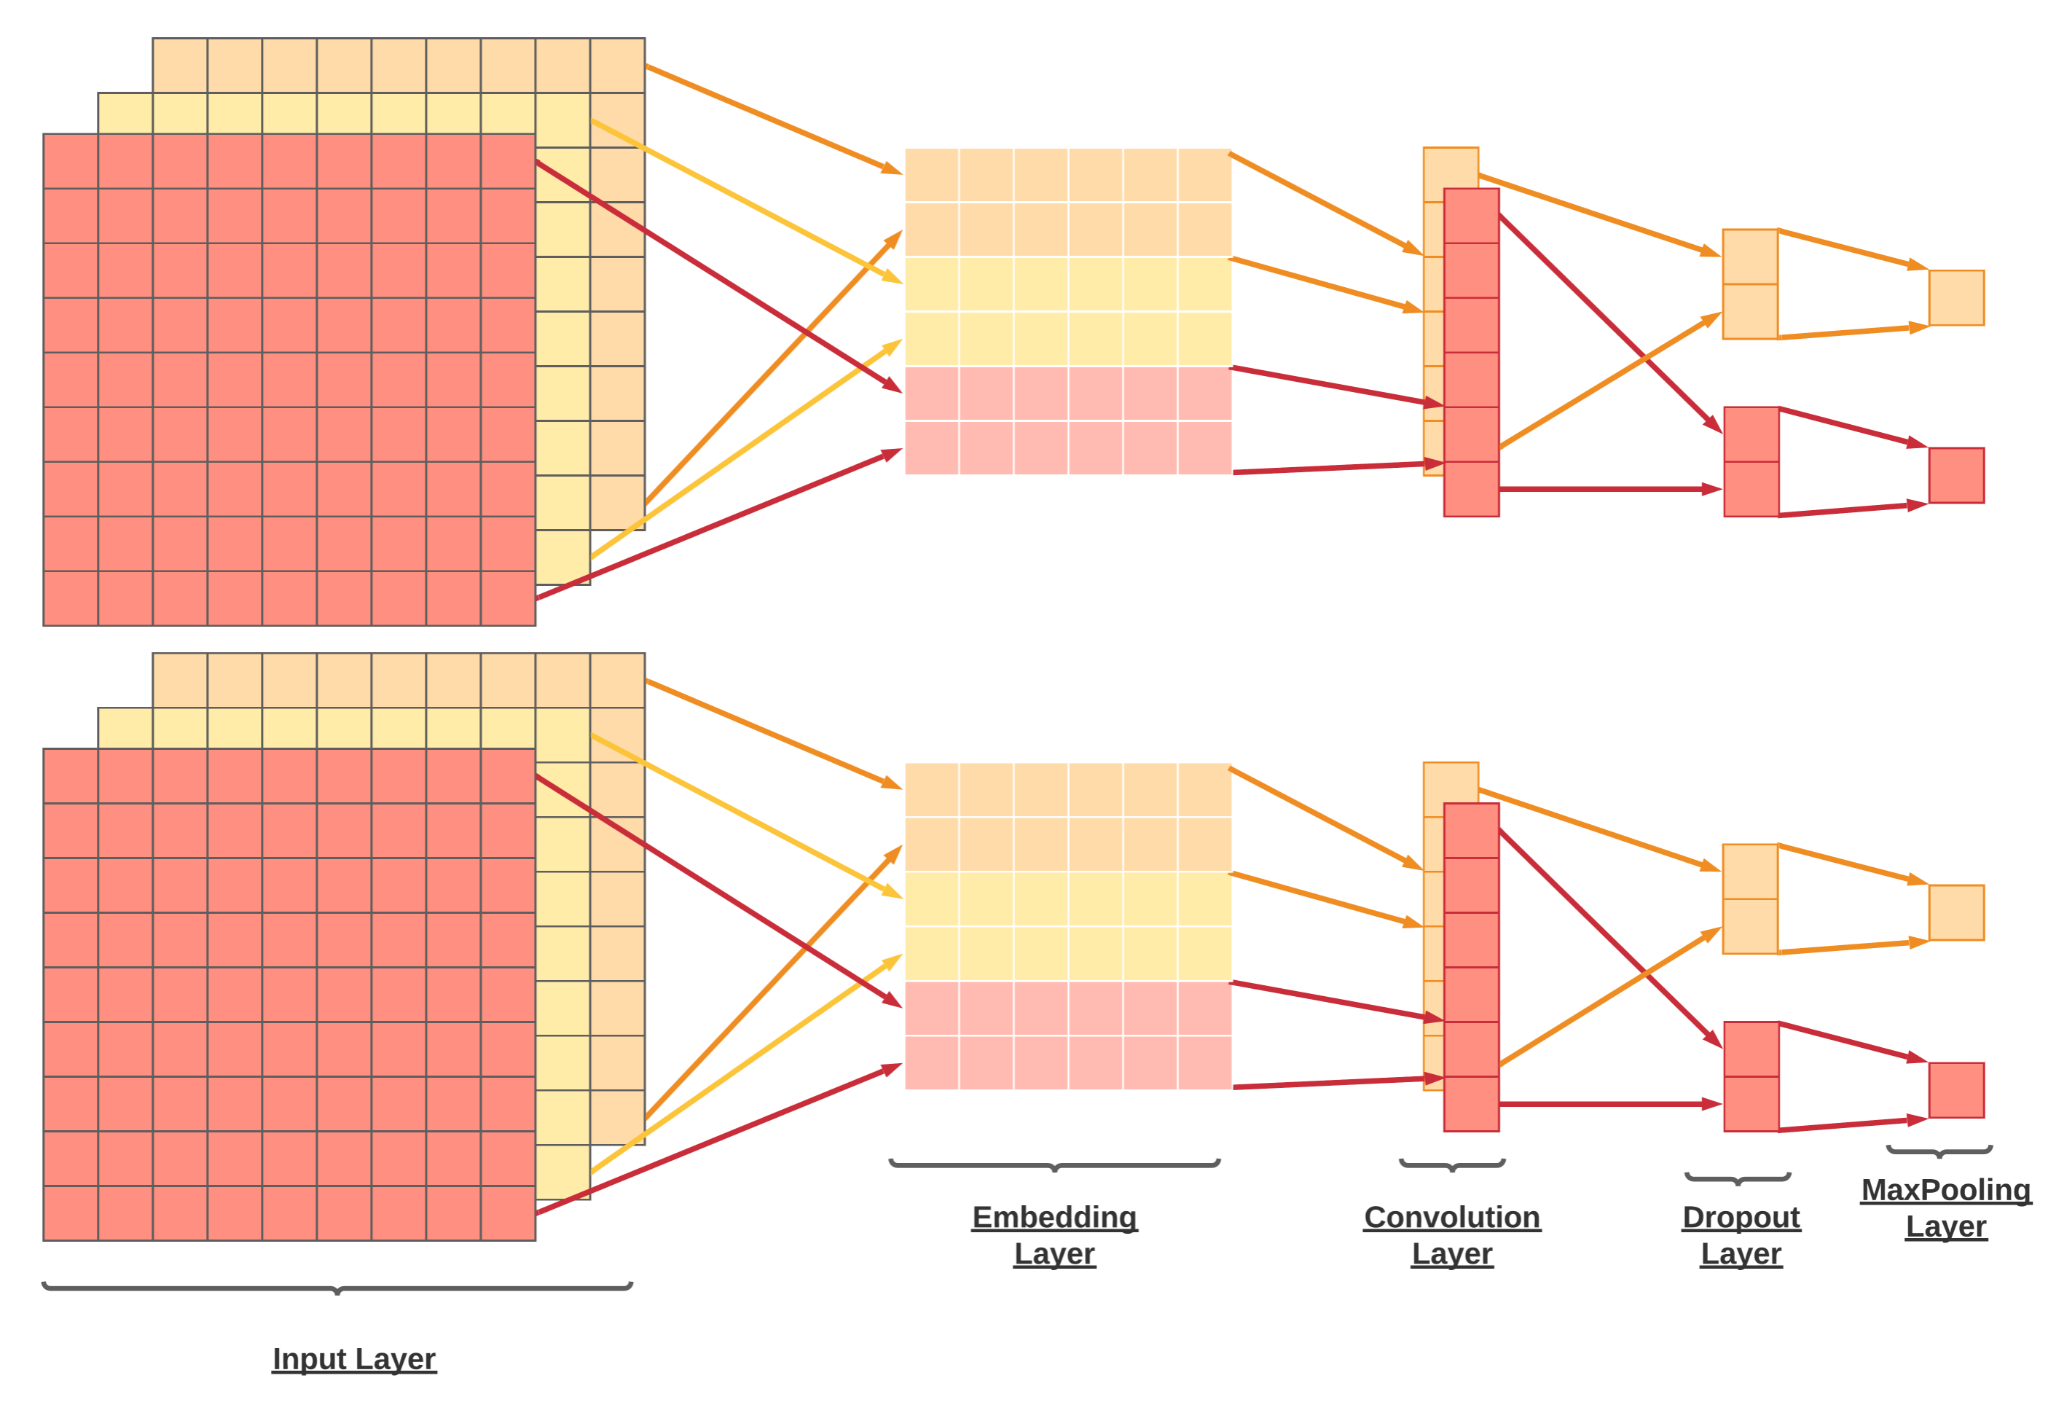 Embedding
Layer
Convolution
Layer
Dropout
Layer
MaxPooling
Layer
Input Layer